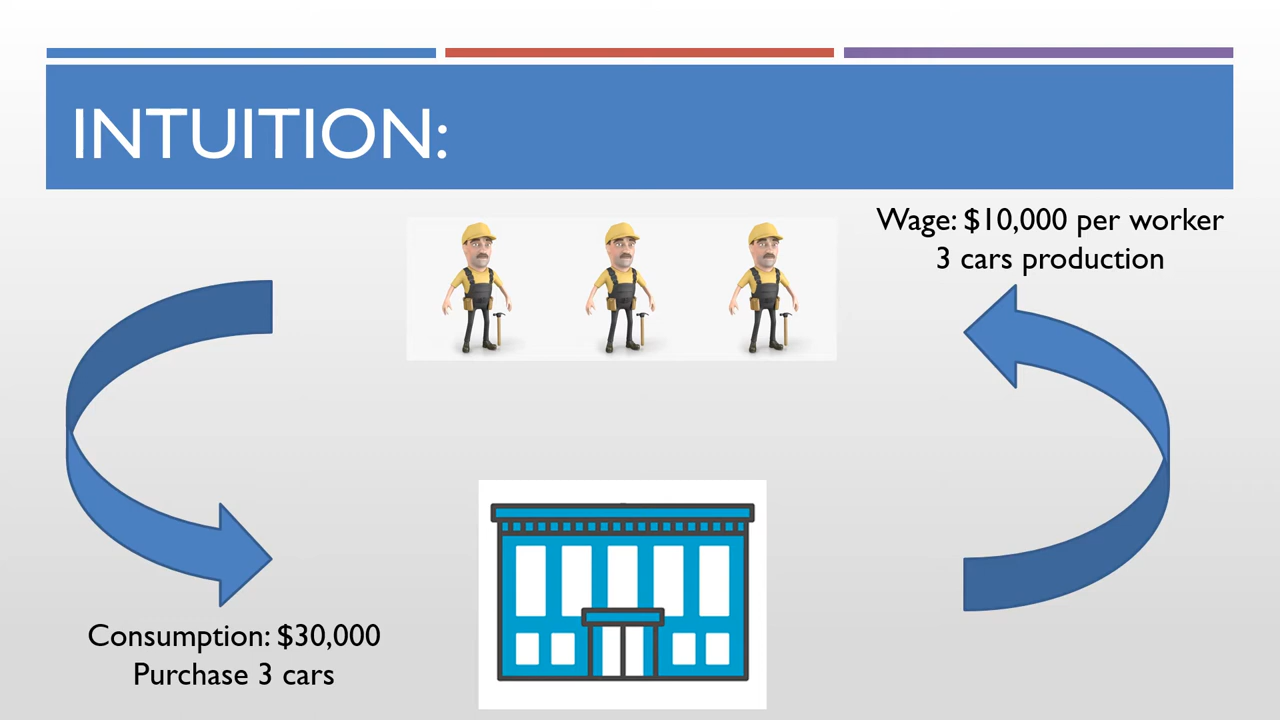 INTUITION:
Wage: $10,000 per worker
3 cars production
Consumption: $30,000
Purchase 3 cars